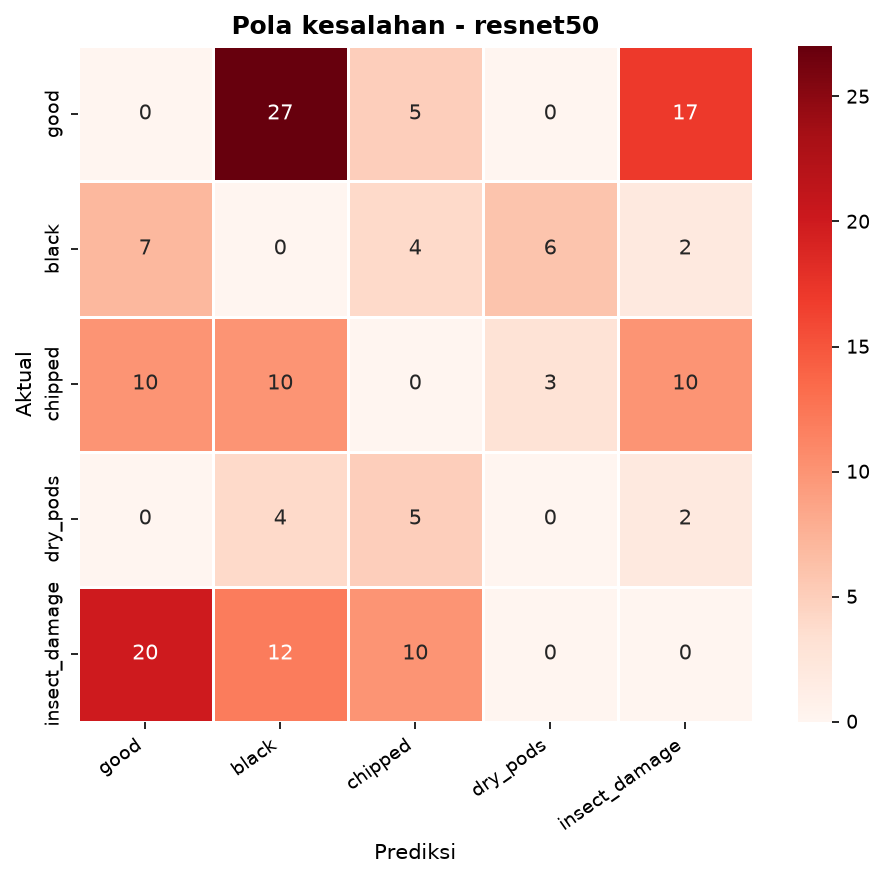 Pola kesalahan - resnet50
good 0 27 5 0 17
black 7 0 4 6 2
chipped 10 10 0 3 10
dry_pods 0 4 5 0 2
insect_damage 20 12 10 0 0
good black chipped dry_pods insect_damage
Aktual
Prediksi
25
20
15
10
5
0